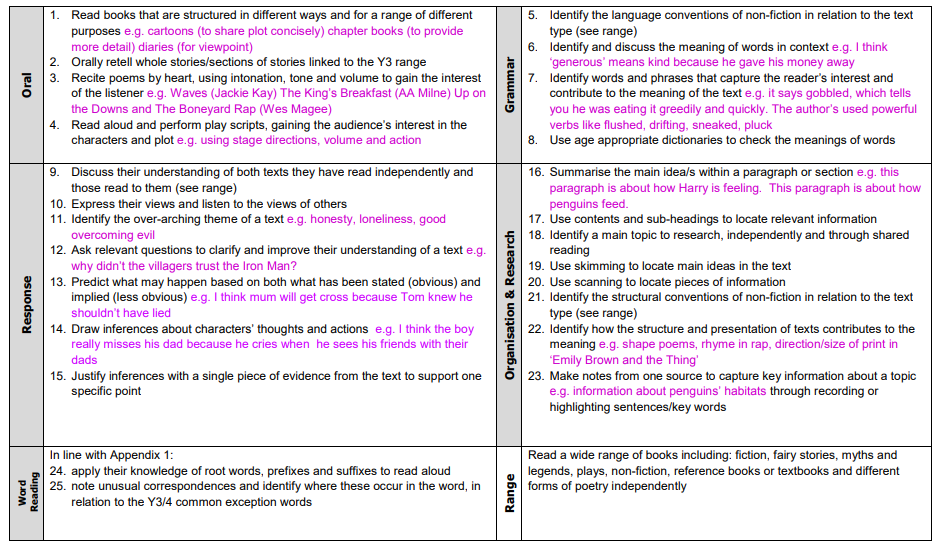 Oral
1. Read books that are structured in different ways and for a range of different
purposes e.g. cartoons (to share plot concisely) chapter books (to provide
more detail) diaries (for viewpoint)
2. Orally retell whole stories/sections of stories linked to the Y3 range
3. Recite poems by heart, using intonation, tone and volume to gain the interest
of the listener e.g. Waves (Jackie Kay) The King's Breakfast (AA Milne) Up on
the Downs and The Boneyard Rap (Wes Magee)
4. Read aloud and perform play scripts, gaining the audience's interest in the
characters and plot e.g. using stage directions, volume and action
Grammar
5. Identify the language conventions of non-fiction in relation to the text
type (see range)
6. Identify and discuss the meaning of words in context e.g. I think
'generous' means kind because he gave his money away
7. Identify words and phrases that capture the reader's interest and
contribute to the meaning of the text e.g. it says gobbled, which tells
you he was eating it greedily and quickly. The author's used powerful
verbs like flushed, drifting, sneaked, pluck
8. Use age appropriate dictionaries to check the meanings of words
Response
9. Discuss their understanding of both texts they have read independently and
those read to them (see range)
10. Express their views and listen to the views of others
11. Identify the over-arching theme of a text e.g. honesty, loneliness, good
overcoming evil
12. Ask relevant questions to clarify and improve their understanding of a text e.g.
why didn't the villagers trust the Iron Man?
13. Predict what may happen based on both what has been stated (obvious) and
implied (less obvious) e.g. I think mum will get cross because Tom knew he
shouldn't have lied
14. Draw inferences about characters' thoughts and actions e.g. I think the boy
really misses his dad because he cries when he sees his friends with their
dads
15. Justify inferences with a single piece of evidence from the text to support one
specific point
Organisation & Research
16. Summarise the main idea/s within a paragraph or section e.g. this
paragraph is about how Harry is feeling. This paragraph is about how
penguins feed.
17. Use contents and sub-headings to locate relevant information
18. Identify a main topic to research, independently and through shared
reading
19. Use skimming to locate main ideas in the text
20. Use scanning to locate pieces of information
21. Identify the structural conventions of non-fiction in relation to the text
type (see range)
22. Identify how the structure and presentation of texts contributes to the
meaning e.g. shape poems, rhyme in rap, direction/size of print in
'Emily Brown and the Thing'
23. Make notes from one source to capture key information about a topic
e.g. information about penguins' habitats through recording or
highlighting sentences/key words
Word
Reading
In line with Appendix 1:
24. apply their knowledge of root words, prefixes and suffixes to read aloud
25. note unusual correspondences and identify where these occur in the word, in
relation to the Y3/4 common exception words
Range
Read a wide range of books including: fiction, fairy stories, myths and
legends, plays, non-fiction, reference books or textbooks and different
forms of poetry independently